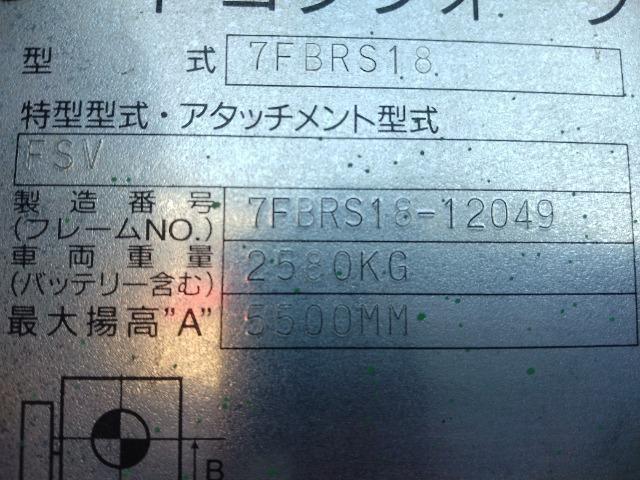 型式 7FBRS18
特型型式・アタッチメント型式
FSV
製造番号
(フレームNO.) 7FBRS18-12049
車両重量
(バッテリー含む) 2580KG
最大揚高"A" 5500MM
B